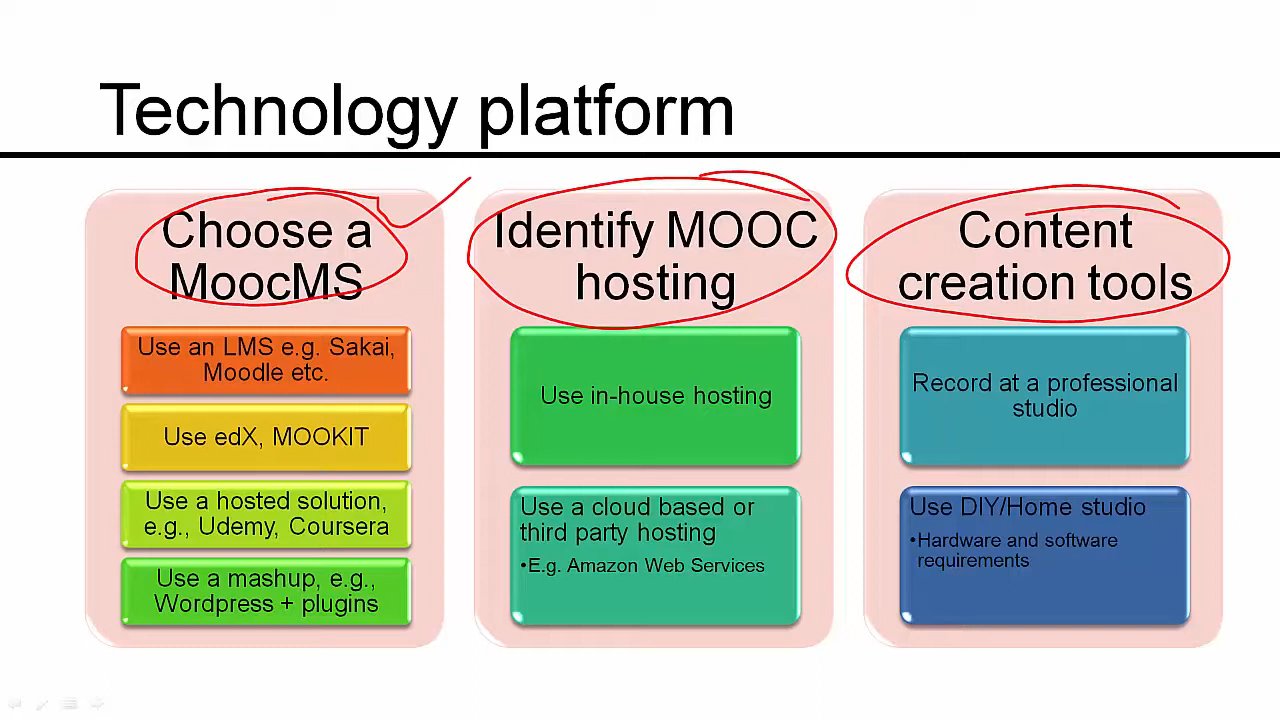 Technology platform
Choose a
MoocMS
Use an LMS e.g. Sakai,
Moodle etc.
Use edX, MOOKIT
Use a hosted solution,
e.g., Udemy, Coursera
Use a mashup, e.g.,
Wordpress + plugins
Identify MOOC
hosting
Use in-house hosting
Use a cloud based or
third party hosting
•E.g. Amazon Web Services
Content
creation tools
Record at a professional
studio
Use DIY/Home studio
•Hardware and software
requirements